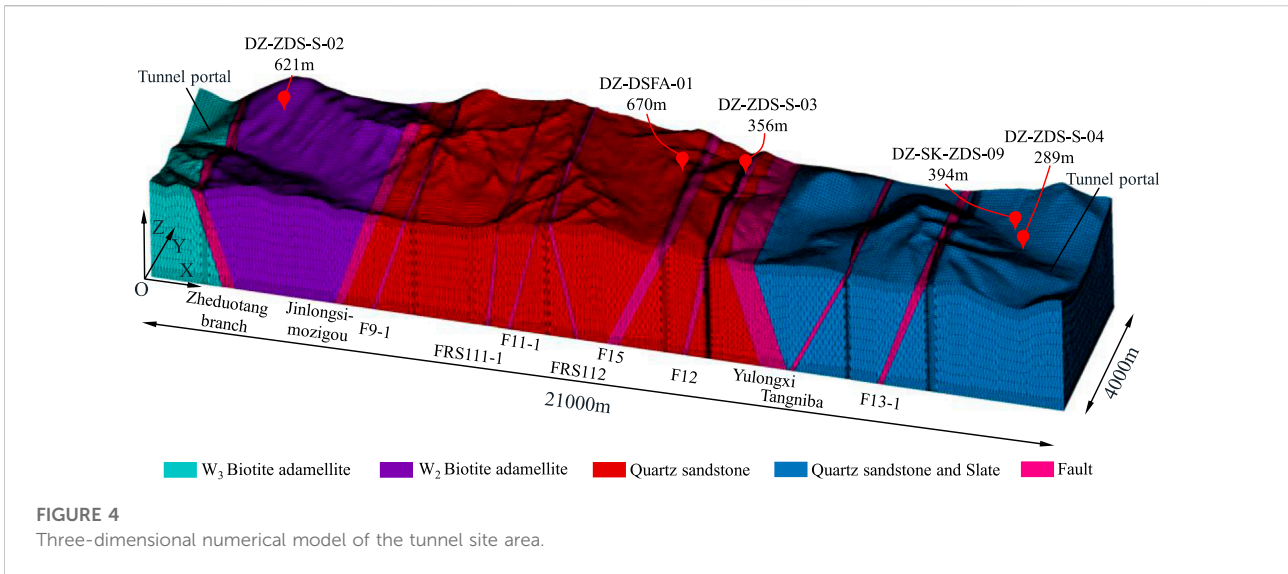 DZ-ZDS-S-02
621m
Tunnel portal
DZ-DSFA-01
670m
DZ-ZDS-S-03
356m
DZ-SK-ZDS-09
394m
DZ-ZDS-S-04
289m
Tunnel portal
Z
Y
X
O
Zheduotang
branch
Jinlongsi-
mozigou
F9-1
FRS111-1
F11-1
FRS112
F15
F12
Yulongxi
Tangniba
F13-1
21000m
4000m
W₃ Biotite adamellite
W₂ Biotite adamellite
Quartz sandstone
Quartz sandstone and Slate
Fault
FIGURE 4
Three-dimensional numerical model of the tunnel site area.